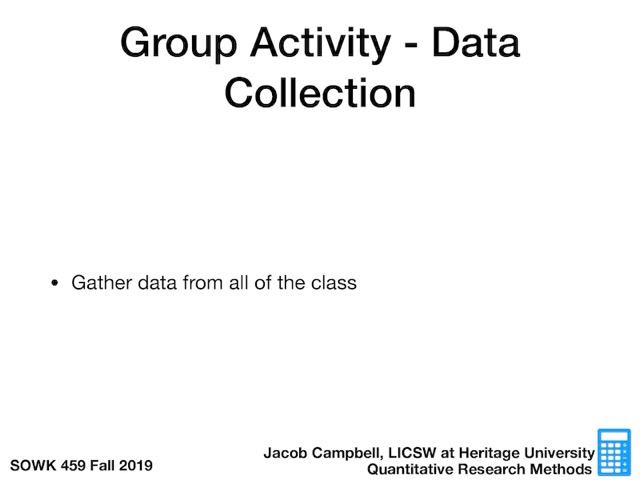 Group Activity - Data
Collection
• Gather data from all of the class
Jacob Campbell, LICSW at Heritage University
SOWK 459 Fall 2019
Quantitative Research Methods